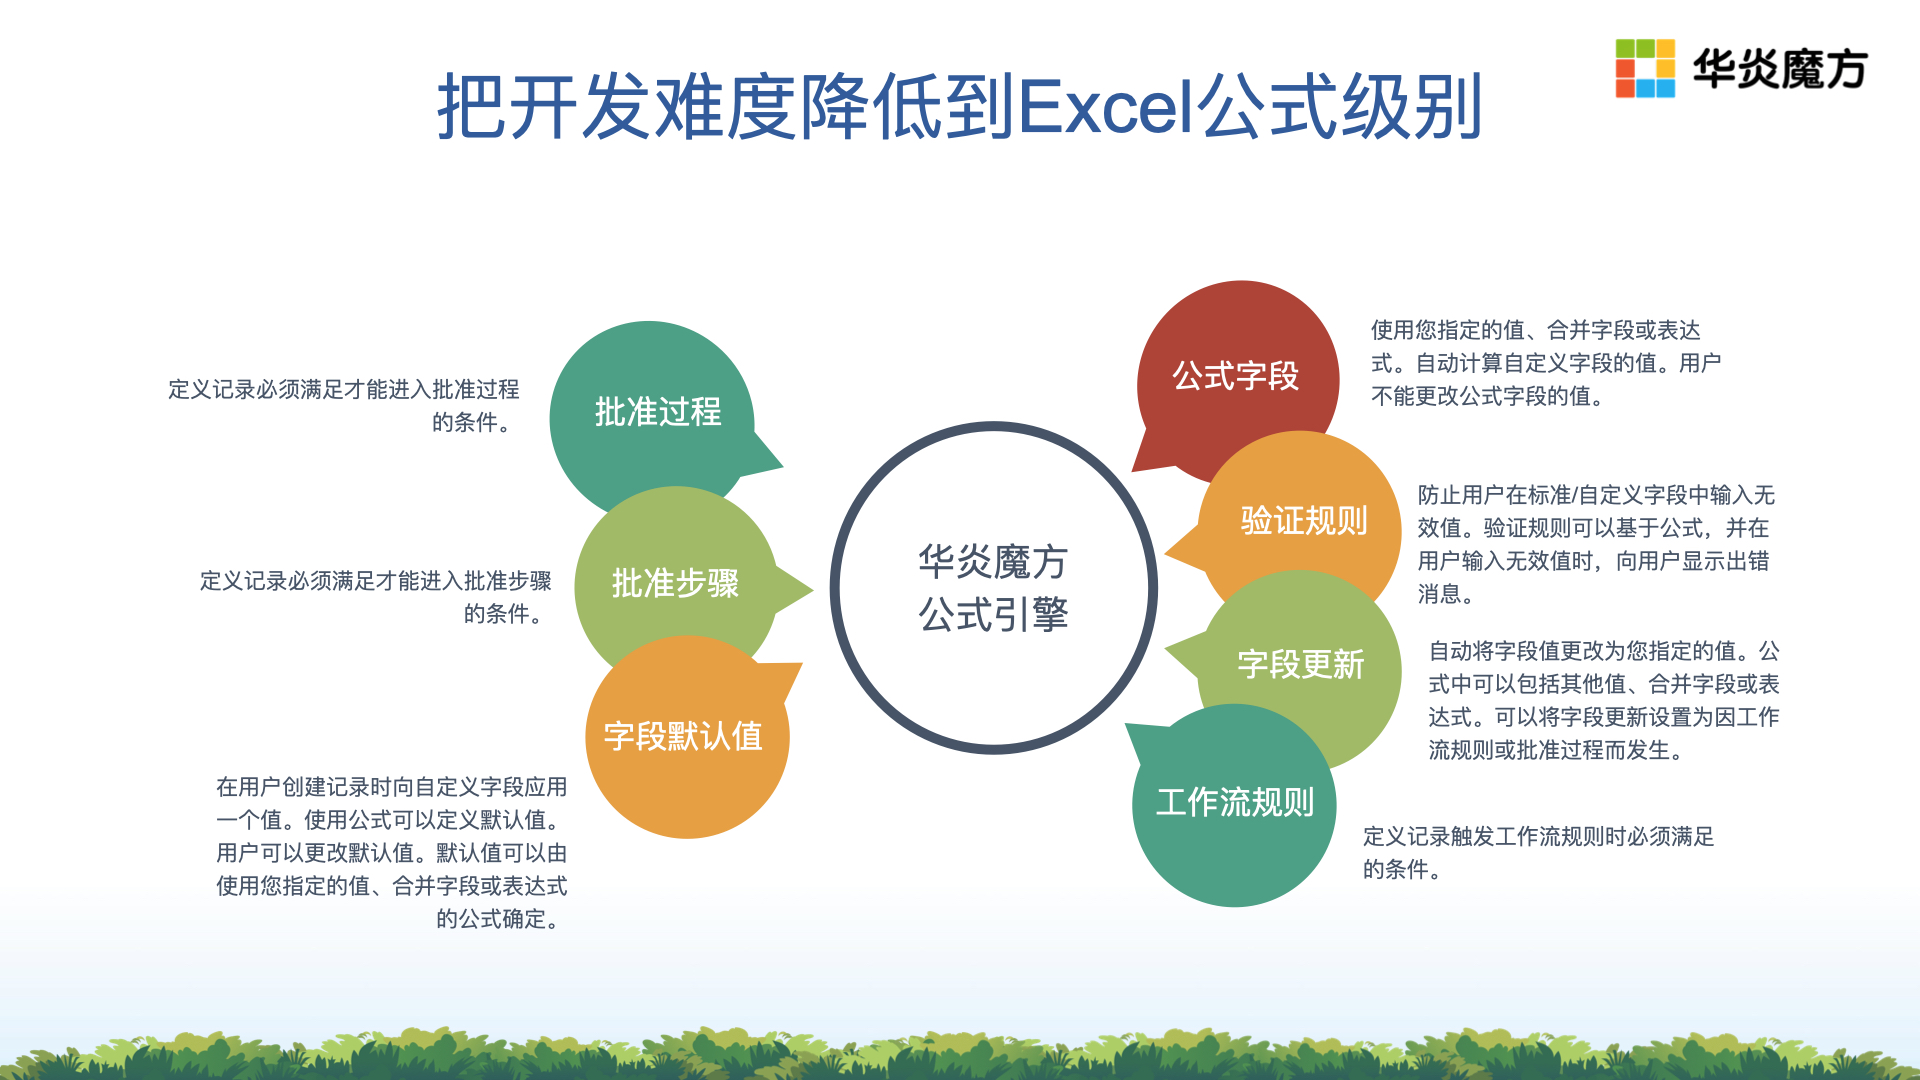 华炎魔方
把开发难度降低到Excel公式级别
批准过程
定义记录必须满足才能进入批准过程
的条件。
批准步骤
定义记录必须满足才能进入批准步骤
的条件。
字段默认值
在用户创建记录时向自定义字段应用
一个值。使用公式可以定义默认值。
用户可以更改默认值。默认值可以由
使用您指定的值、合并字段或表达式
的公式确定。
华炎魔方
公式引擎
公式字段
使用您指定的值、合并字段或表达
式。自动计算自定义字段的值。用户
不能更改公式字段的值。
验证规则
防止用户在标准/自定义字段中输入无
效值。验证规则可以基于公式，并在
用户输入无效值时，向用户显示出错
消息。
字段更新
自动将字段值更改为您指定的值。公
式中可以包括其他值、合并字段或表
达式。可以将字段更新设置为因工作
流规则或批准过程而发生。
工作流规则
定义记录触发工作流规则时必须满足
的条件。